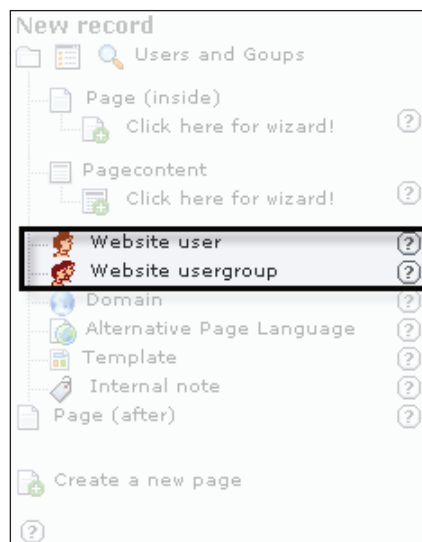 New record
Users and Goups
Page (inside)
Click here for wizard!
?
Pagecontent
Click here for wizard!
?
Website user ?
Website usergroup ?
Domain ?
Alternative Page Language ?
Template ?
Internal note ?
Page (after) ?
Create a new page
?